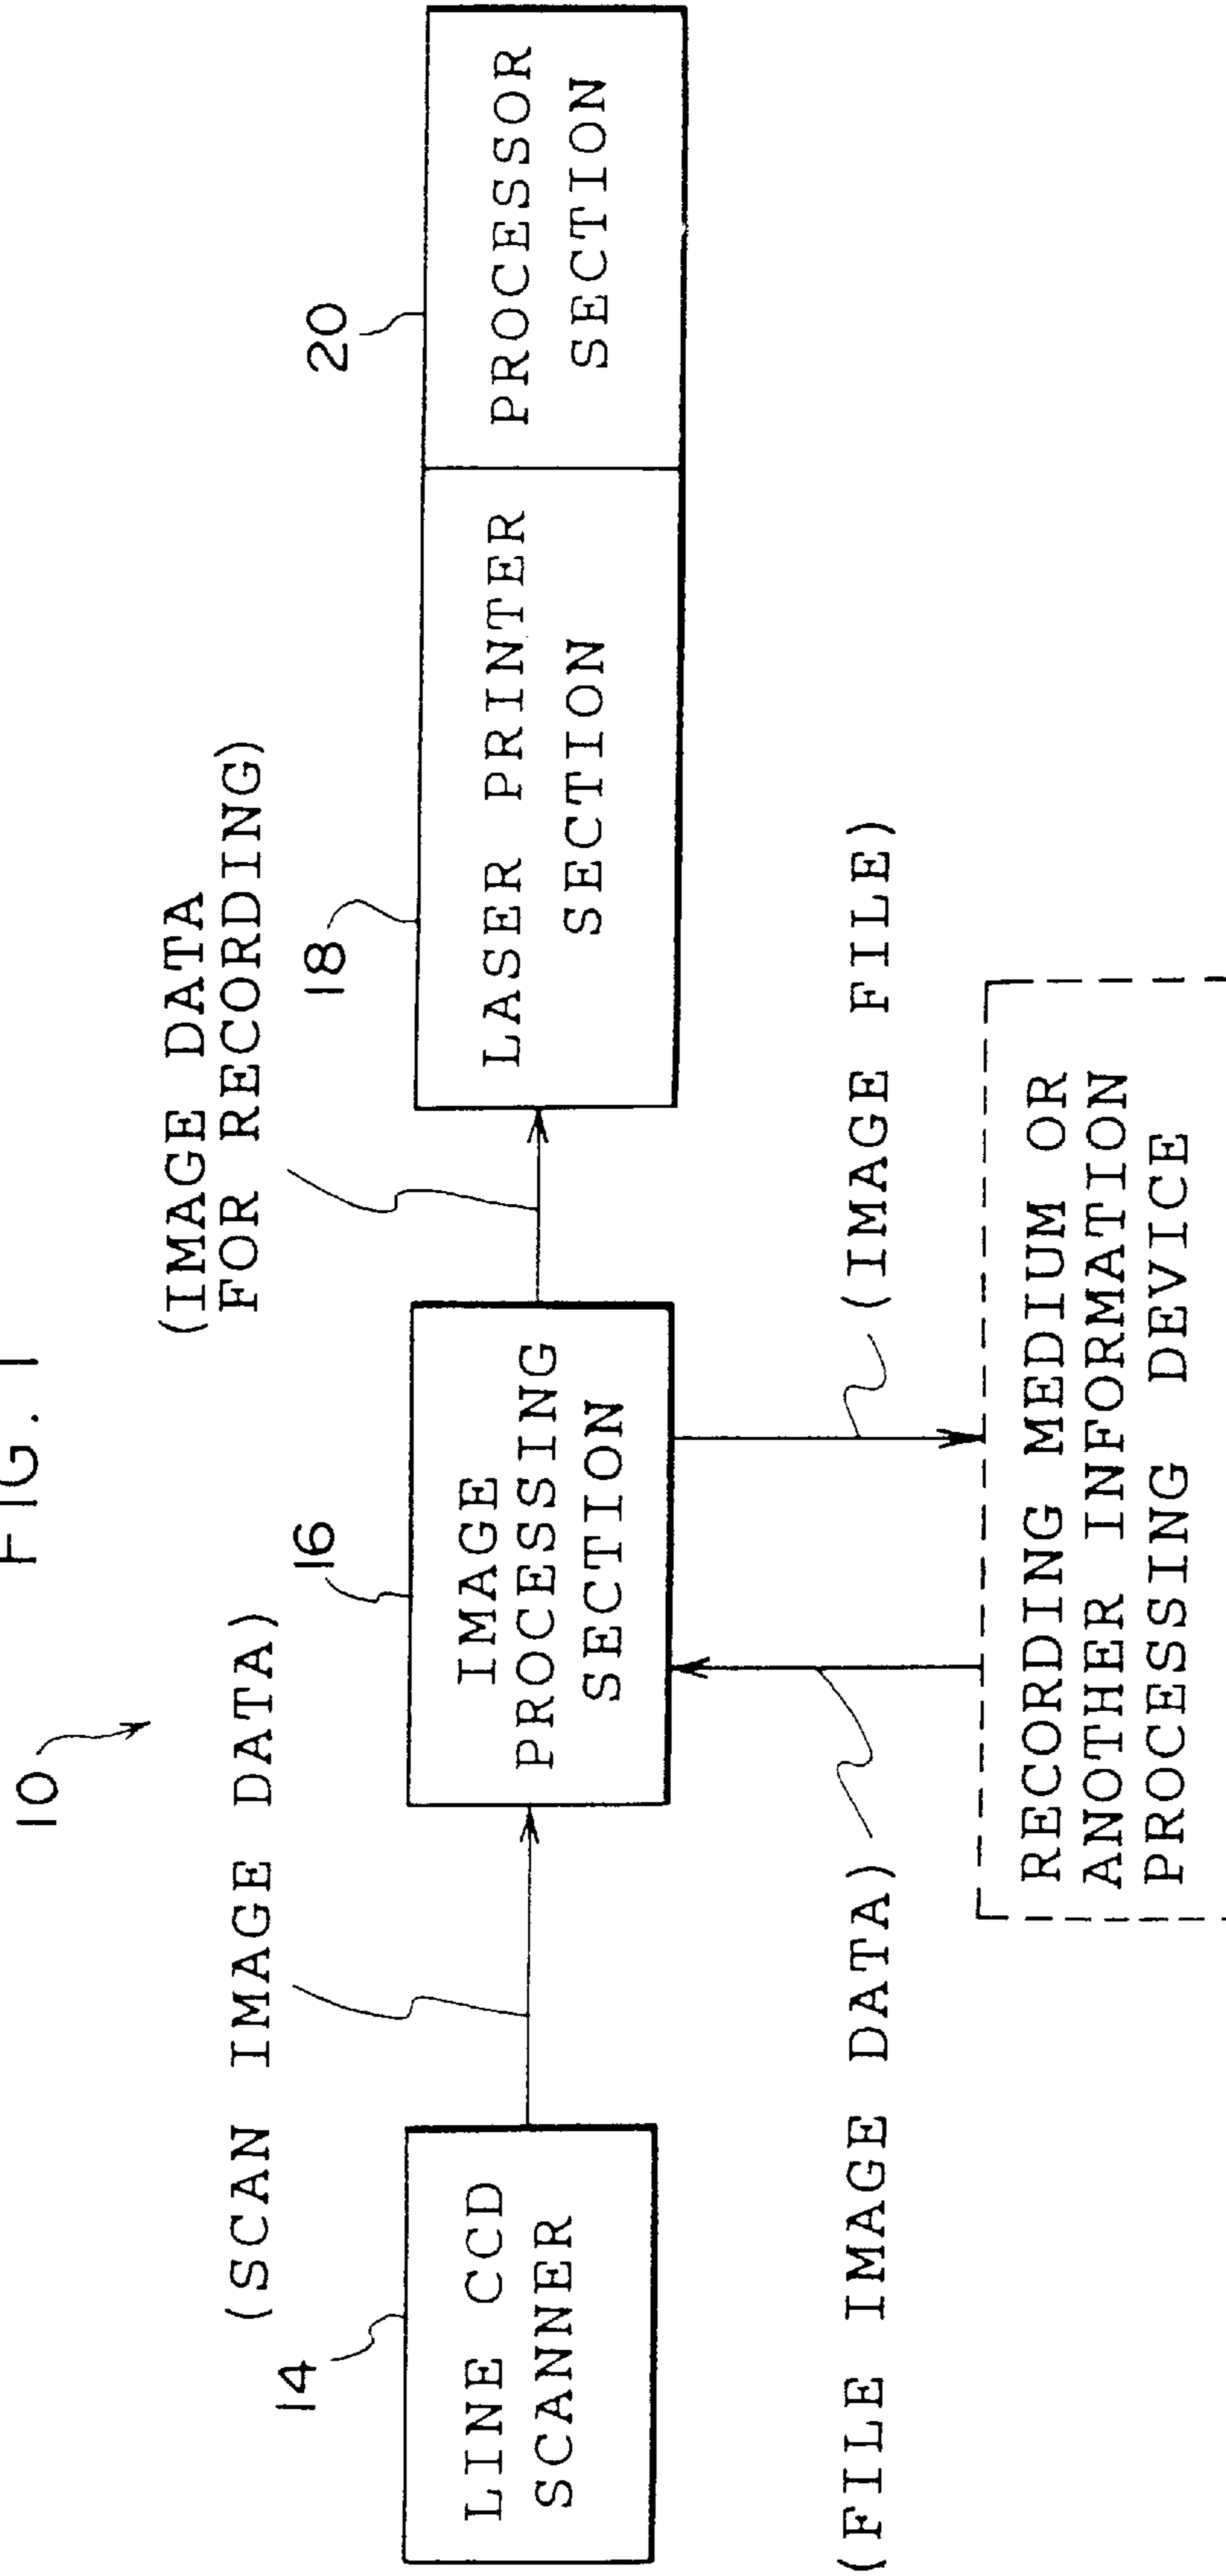 FIG. 1
10
(SCAN IMAGE DATA)
(IMAGE DATA
FOR RECORDING)
14
LINE CCD
SCANNER
16
IMAGE
PROCESSING
SECTION
18
LASER PRINTER
SECTION
20
PROCESSOR
SECTION
(FILE IMAGE DATA)
(IMAGE FILE)
RECORDING MEDIUM OR
ANOTHER INFORMATION
PROCESSING DEVICE